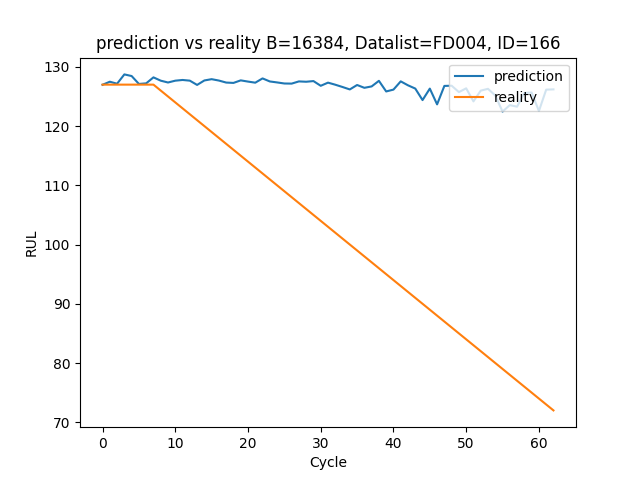 prediction vs reality B=16384, Datalist=FD004, ID=166
prediction
reality
130
120
110
100
90
80
70
RUL
0 10 20 30 40 50 60
Cycle